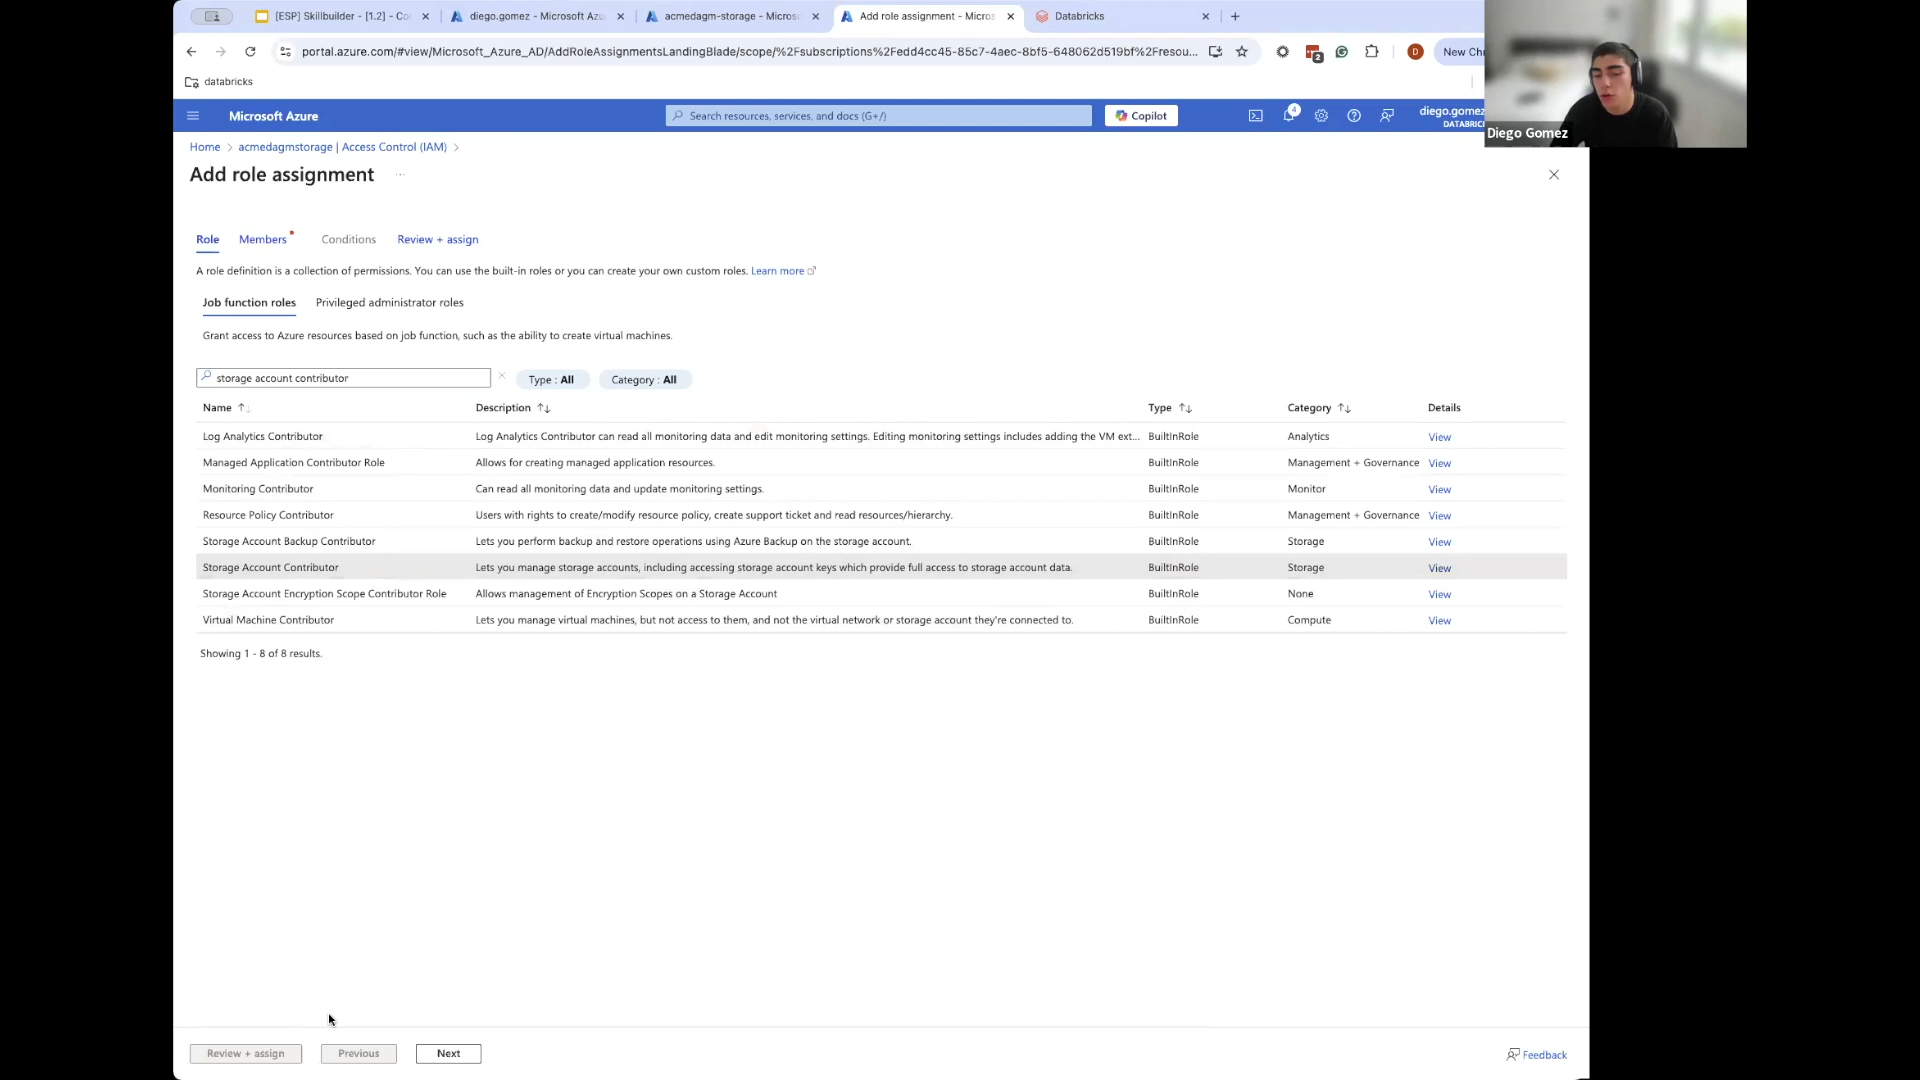 [ESP] Skillbuilder - [1.2] - Co
diego.gomez - Microsoft Azu
acmedagm-storage - Micros
Add role assignment - Micros
Databricks
portal.azure.com/#view/Microsoft_Azure_AD/AddRoleAssignmentsLandingBlade/scope/%2Fsubscriptions%2Fedd4cc45-85c7-4aec-8bf5-648062d519bf%2Fresou...
2
D
New Chr
databricks
Microsoft Azure
Search resources, services, and docs (G+/)
Copilot
4
diego.gomez
DATABRIC
Diego Gomez
Home > acmedagmstorage | Access Control (IAM) >
Add role assignment ...
Role
Members
Conditions
Review + assign
A role definition is a collection of permissions. You can use the built-in roles or you can create your own custom roles. Learn more
Job function roles
Privileged administrator roles
Grant access to Azure resources based on job function, such as the ability to create virtual machines.
storage account contributor
Type : All
Category : All
Name Description Type Category Details
Log Analytics Contributor Log Analytics Contributor can read all monitoring data and edit monitoring settings. Editing monitoring settings includes adding the VM ext... BuiltInRole Analytics View
Managed Application Contributor Role Allows for creating managed application resources. BuiltInRole Management + Governance View
Monitoring Contributor Can read all monitoring data and update monitoring settings. BuiltInRole Monitor View
Resource Policy Contributor Users with rights to create/modify resource policy, create support ticket and read resources/hierarchy. BuiltInRole Management + Governance View
Storage Account Backup Contributor Lets you perform backup and restore operations using Azure Backup on the storage account. BuiltInRole Storage View
Storage Account Contributor Lets you manage storage accounts, including accessing storage account keys which provide full access to storage account data. BuiltInRole Storage View
Storage Account Encryption Scope Contributor Role Allows management of Encryption Scopes on a Storage Account BuiltInRole None View
Virtual Machine Contributor Lets you manage virtual machines, but not access to them, and not the virtual network or storage account they're connected to. BuiltInRole Compute View
Showing 1 - 8 of 8 results.
Review + assign
Previous
Next
Feedback